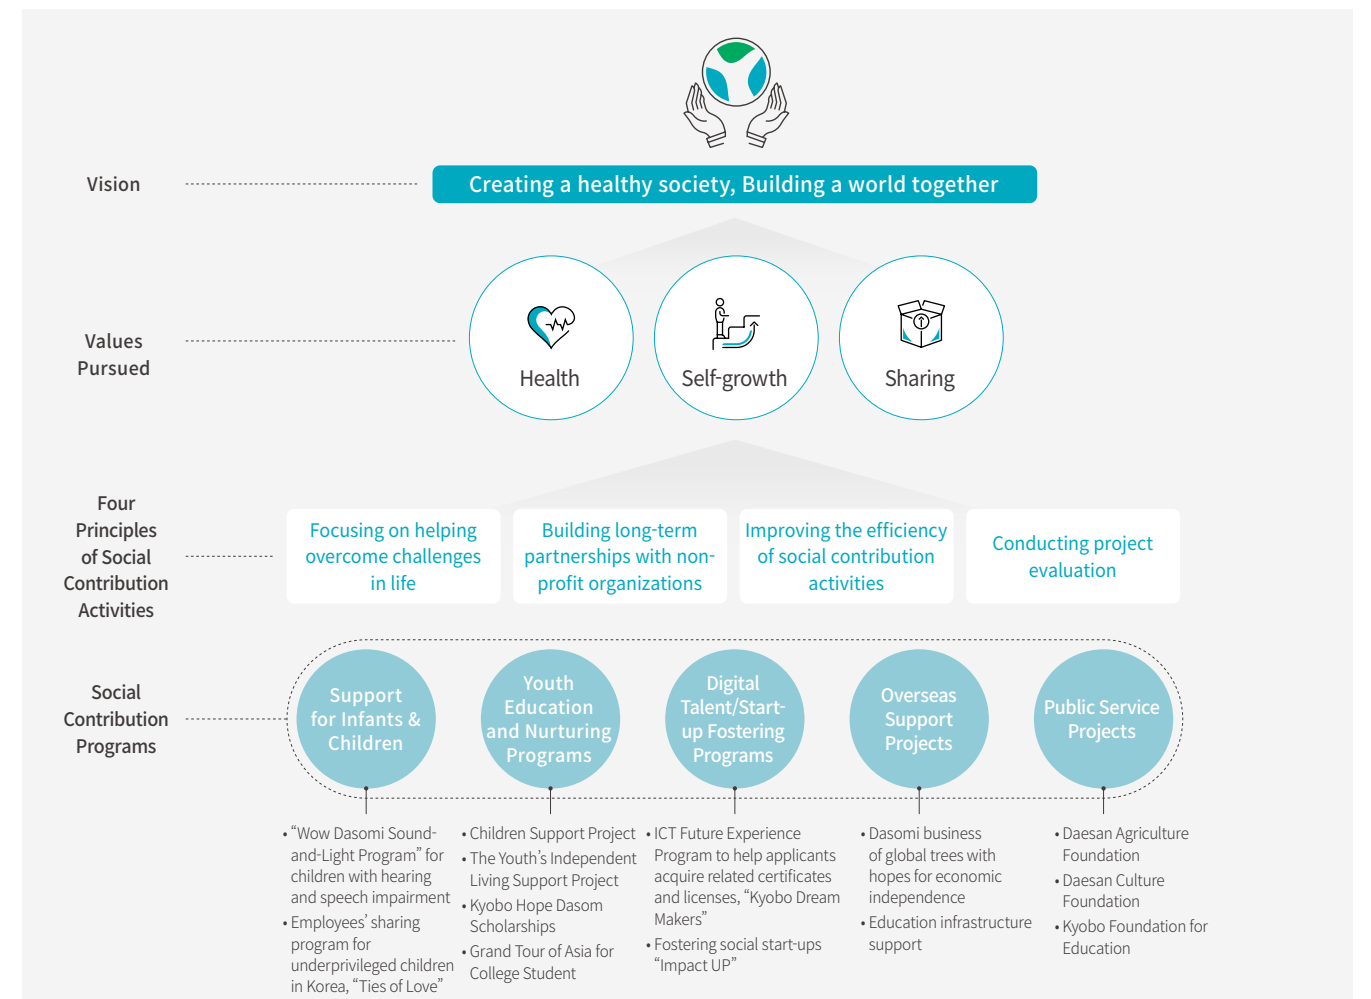 Vision
Creating a healthy society, Building a world together
Values
Pursued
Health
Self-growth
Sharing
Four
Principles
of Social
Contribution
Activities
Focusing on helping
overcome challenges
in life
Building long-term
partnerships with non-
profit organizations
Improving the efficiency
of social contribution
activities
Conducting project
evaluation
Social
Contribution
Programs
Support
for Infants &
Children
Youth
Education
and Nurturing
Programs
Digital
Talent/Start-
up Fostering
Programs
Overseas
Support
Projects
Public Service
Projects
• “Wow Dasomi Sound-
and-Light Program” for
children with hearing
and speech impairment
• Employees’ sharing
program for
underprivileged children
in Korea, “Ties of Love”
• Children Support Project
• The Youth’s Independent
Living Support Project
• Kyobo Hope Dasom
Scholarships
• Grand Tour of Asia for
College Student
• ICT Future Experience
Program to help applicants
acquire related certificates
and licenses, “Kyobo Dream
Makers”
• Fostering social start-ups
“Impact UP”
• Dasomi business
of global trees with
hopes for economic
independence
• Education infrastructure
support
• Daesan Agriculture
Foundation
• Daesan Culture
Foundation
• Kyobo Foundation for
Education